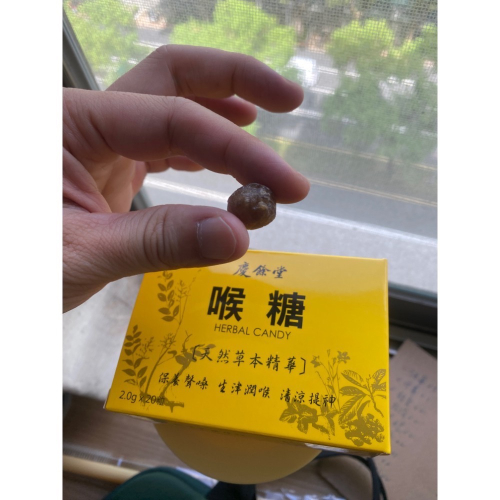 慶餘堂
喉糖
HERBAL CANDY
〔天然草本精華〕
保養聲嗓 生津潤喉 清涼提神
2.0g X 20